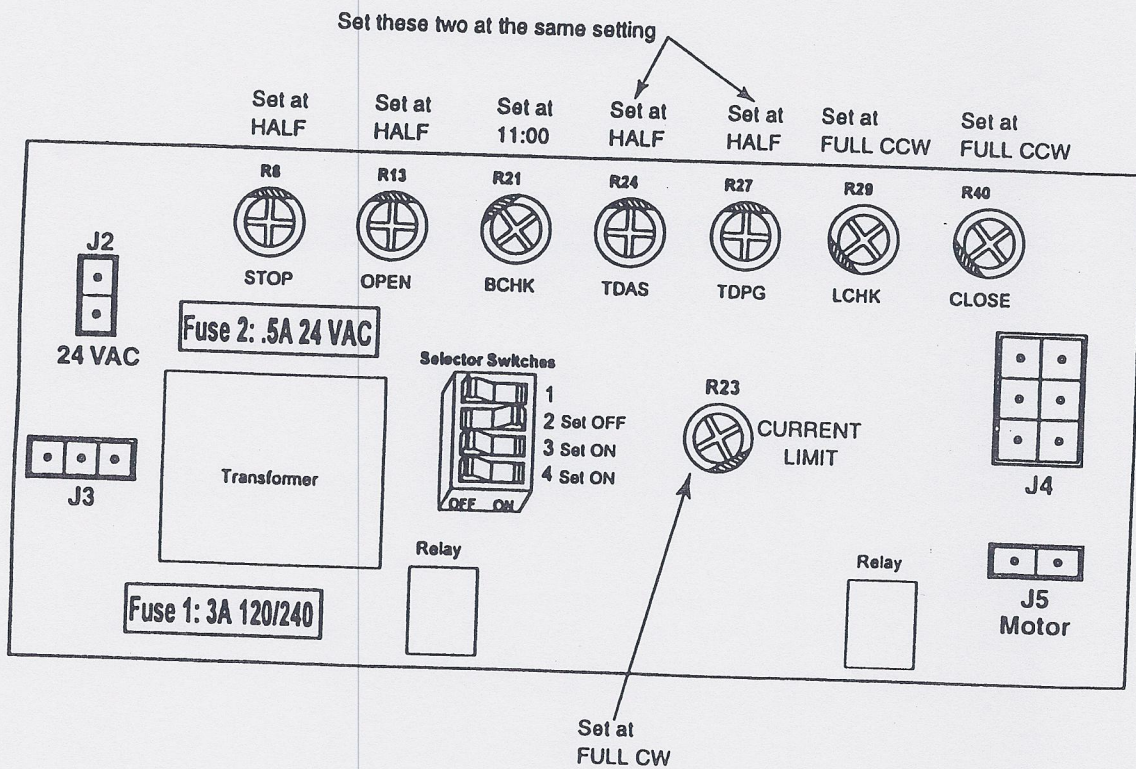 Set these two at the same setting
Set at
HALF
Set at
HALF
Set at
11:00
Set at
HALF
Set at
HALF
Set at
FULL CCW
Set at
FULL CCW
R6
R13
R21
R24
R27
R29
R40
STOP
OPEN
BCHK
TDAS
TDPG
LCHK
CLOSE
J2
24 VAC
Fuse 2: .5A 24 VAC
Selector Switches
1
2 Set OFF
3 Set ON
4 Set ON
OFF ON
R23
CURRENT
LIMIT
J4
J3
Transformer
Relay
Relay
J5
Motor
Fuse 1: 3A 120/240
Set at
FULL CW